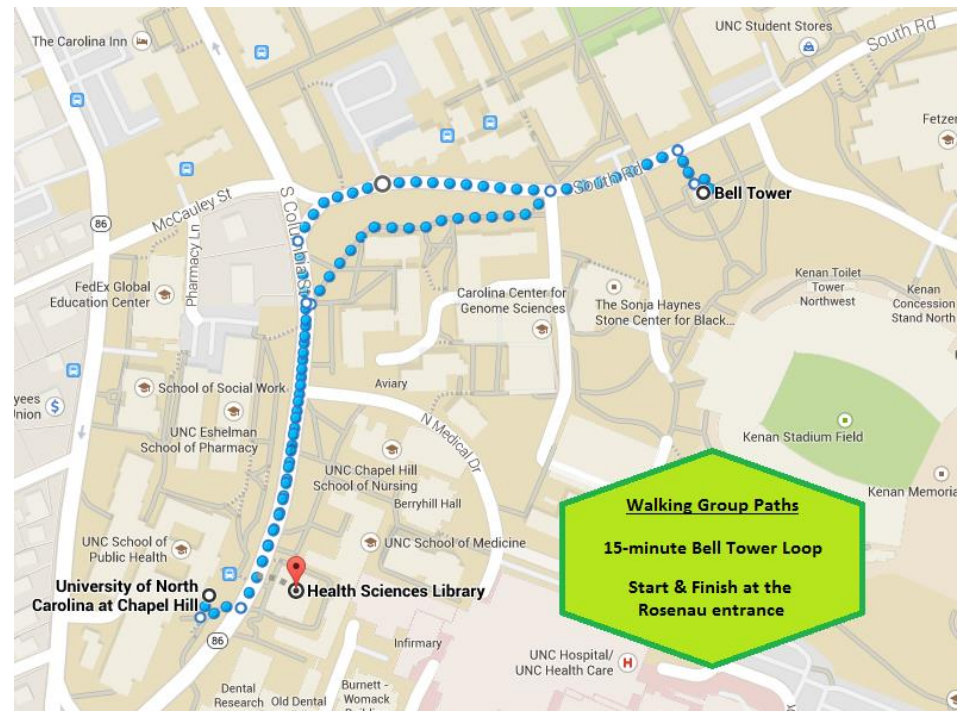 The Carolina Inn
UNC Student Stores
South Rd
Fetzer
South Rd
Bell Tower
McCauley St
S Columbia St
86
Pharmacy Ln
FedEx Global
Education Center
Kenan Toilet
Tower
Northwest
Kenan
Concession
Stand North
Carolina Center for
Genome Sciences
The Sonja Haynes
Stone Center for Black...
Aviary
School of Social Work
yees
Union
$
N Medical Dr
UNC Eshelman
School of Pharmacy
Kenan Stadium Field
UNC Chapel Hill
School of Nursing
Berryhill Hall
Kenan Memoria
UNC School of
Public Health
UNC School of Medicine
University of North
Carolina at Chapel Hill
Health Sciences Library
86
Infirmary
Dental
Research
Old Dental
Burnett -
Womack
UNC Hospital/
UNC Health Care
H
Walking Group Paths
15-minute Bell Tower Loop
Start & Finish at the
Rosenau entrance